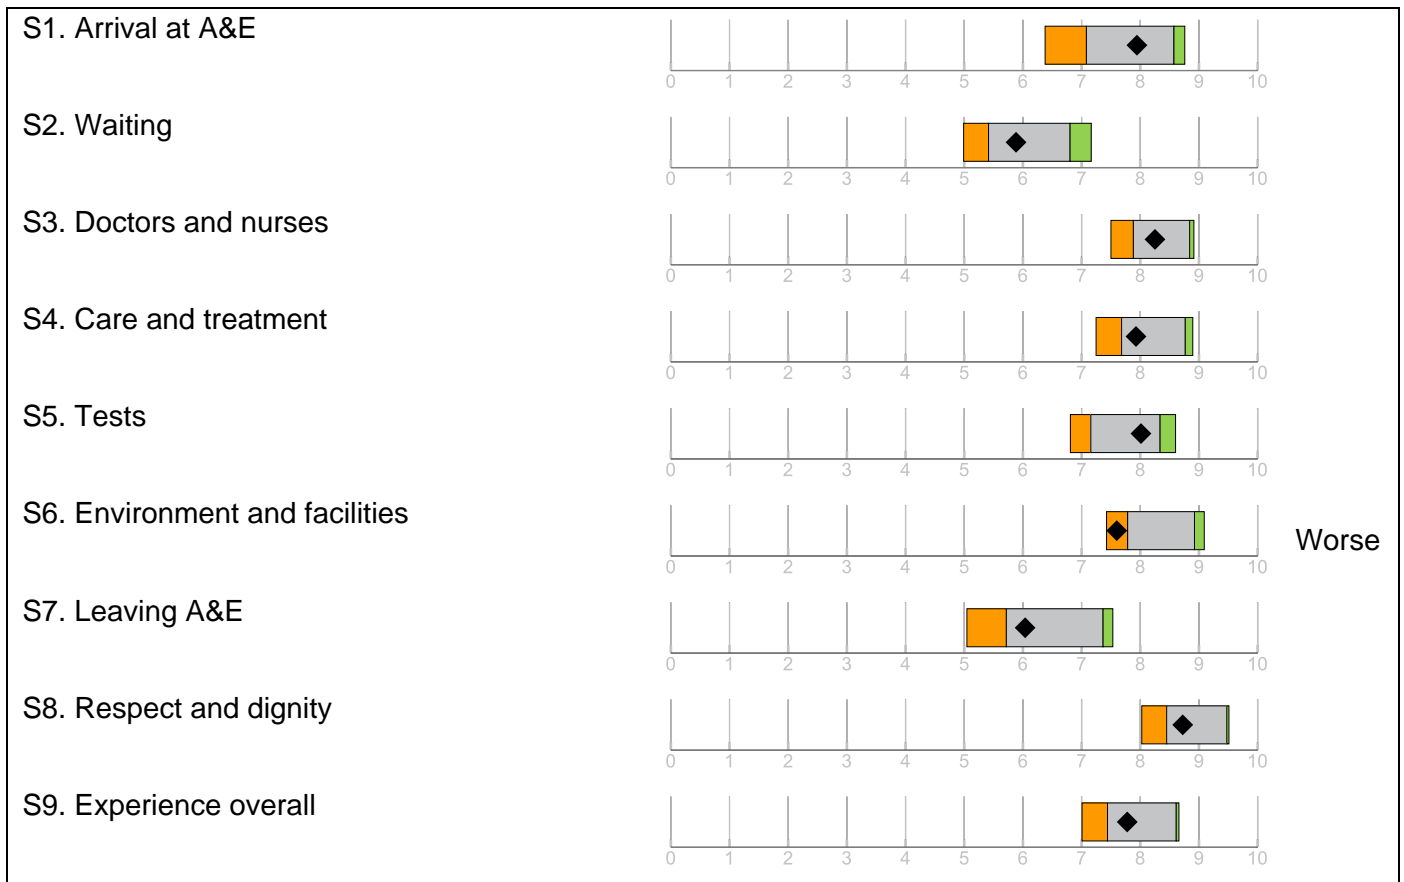 S1. Arrival at A&E
0 1 2 3 4 5 6 7 8 9 10
S2. Waiting
0 1 2 3 4 5 6 7 8 9 10
S3. Doctors and nurses
0 1 2 3 4 5 6 7 8 9 10
S4. Care and treatment
0 1 2 3 4 5 6 7 8 9 10
S5. Tests
0 1 2 3 4 5 6 7 8 9 10
S6. Environment and facilities
Worse
0 1 2 3 4 5 6 7 8 9 10
S7. Leaving A&E
0 1 2 3 4 5 6 7 8 9 10
S8. Respect and dignity
0 1 2 3 4 5 6 7 8 9 10
S9. Experience overall
0 1 2 3 4 5 6 7 8 9 10